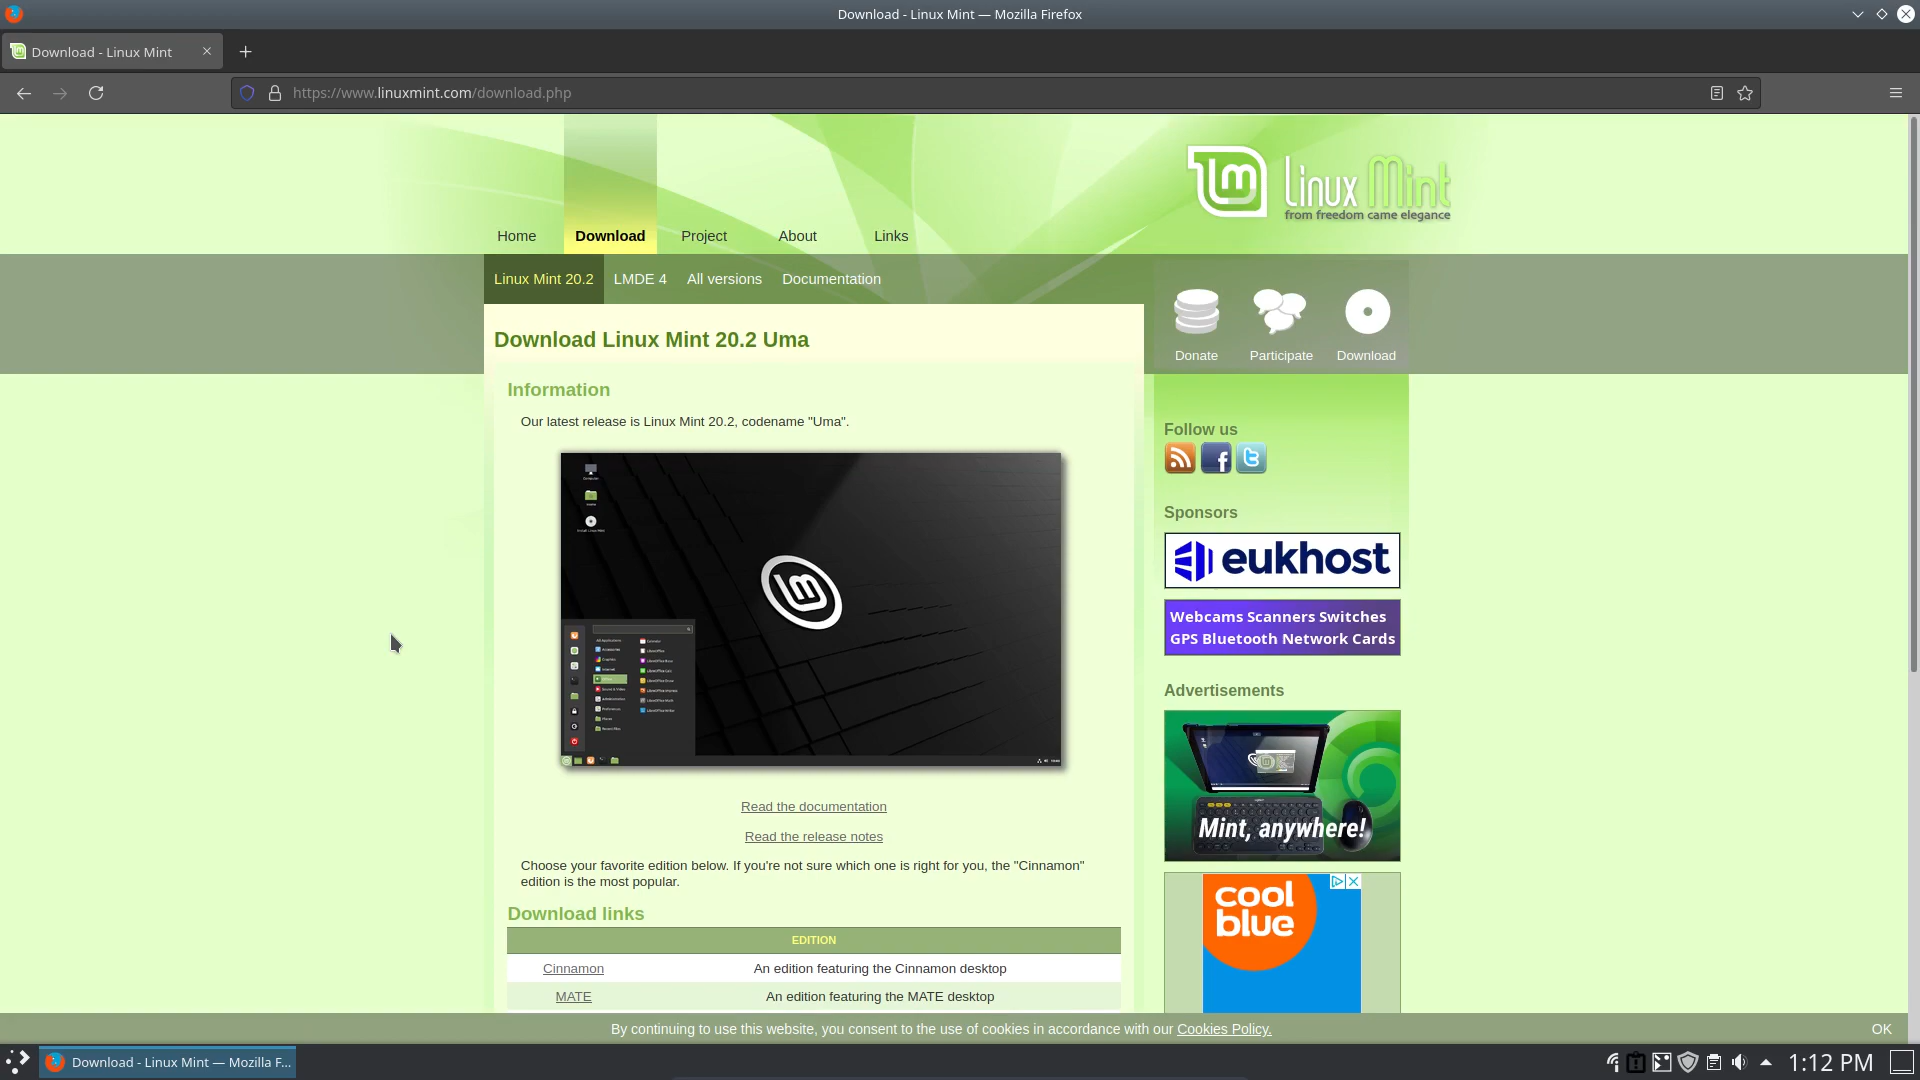 Download - Linux Mint — Mozilla Firefox
Download - Linux Mint
https://www.linuxmint.com/download.php
Linux Mint
from freedom came elegance
Home Download Project About Links
Linux Mint 20.2 LMDE 4 All versions Documentation
Donate Participate Download
Download Linux Mint 20.2 Uma
Information
Our latest release is Linux Mint 20.2, codename "Uma".
Read the documentation
Read the release notes
Choose your favorite edition below. If you're not sure which one is right for you, the "Cinnamon"
edition is the most popular.
Download links
EDITION
Cinnamon An edition featuring the Cinnamon desktop
MATE An edition featuring the MATE desktop
Follow us
Sponsors
eukhost
Webcams Scanners Switches
GPS Bluetooth Network Cards
Advertisements
Mint, anywhere!
cool
blue
By continuing to use this website, you consent to the use of cookies in accordance with our Cookies Policy.
OK
Download - Linux Mint — Mozilla F...
1:12 PM